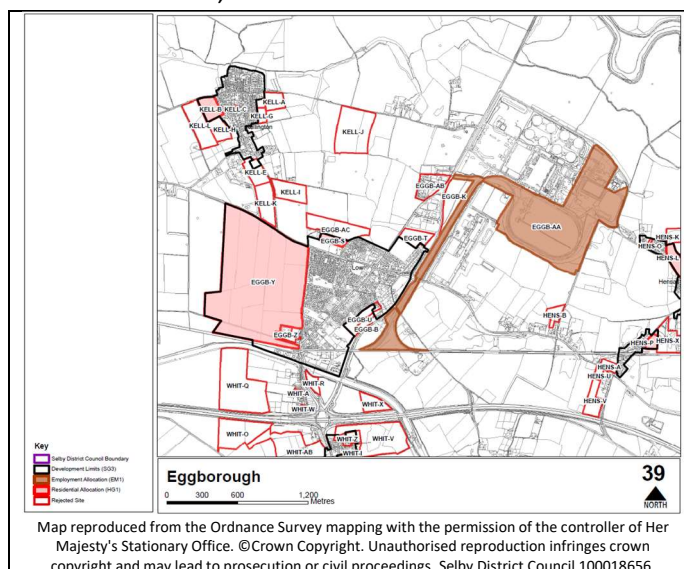 KELL-A
KELL-B
KELL-C
KELL-G
KELL-L
KELL-H
KELL-J
KELL-E
KELL-I
KELL-K
EGGB-AB
EGGB-K
EGGB-AA
EGGB-AC
EGGB-S
EGGB-T
Low
EGGB-Y
EGGB-U
EGGB-B
EGGB-Z
HENS-K
HENS-O
HENS-L
HENS-B
HENS-P
HENS-X
HENS-A
HENS-U
HENS-V
WHIT-Q
WHIT-R
WHIT-A
WHIT-W
WHIT-X
WHIT-O
WHIT-Z
WHIT-V
WHIT-AB
WHIT-I
Key
Selby District Council Boundary
Development Limits (SG3)
Employment Allocation (EM1)
Residential Allocation (HG1)
Rejected Site
Eggborough
0 300 600 1,200
Metres
39
NORTH
Map reproduced from the Ordnance Survey mapping with the permission of the controller of Her
Majesty's Stationary Office. ©Crown Copyright. Unauthorised reproduction infringes crown
copyright and may lead to prosecution or civil proceedings. Selby District Council 100018656